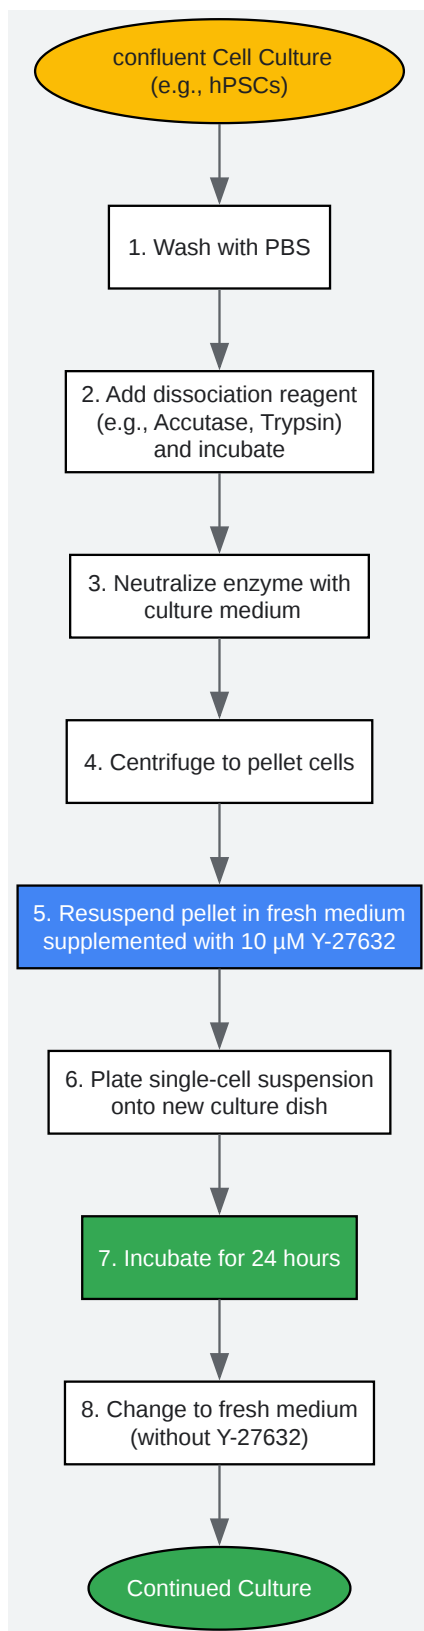 confluent Cell Culture
(e.g., hPSCs)
1. Wash with PBS
2. Add dissociation reagent
(e.g., Accutase, Trypsin)
and incubate
3. Neutralize enzyme with
culture medium
4. Centrifuge to pellet cells
5. Resuspend pellet in fresh medium
supplemented with 10 µM Y-27632
6. Plate single-cell suspension
onto new culture dish
7. Incubate for 24 hours
8. Change to fresh medium
(without Y-27632)
Continued Culture